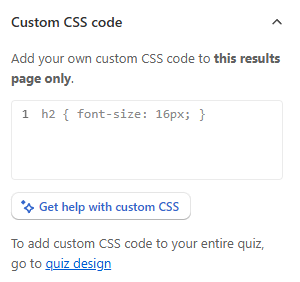 Custom CSS code
Add your own custom CSS code to this results
page only.
1 h2 { font-size: 16px; }
Get help with custom CSS
To add custom CSS code to your entire quiz,
go to quiz design